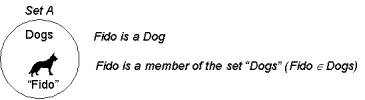 Set A
Dogs
"Fido"
Fido is a Dog
Fido is a member of the set "Dogs" (Fido ∈ Dogs)